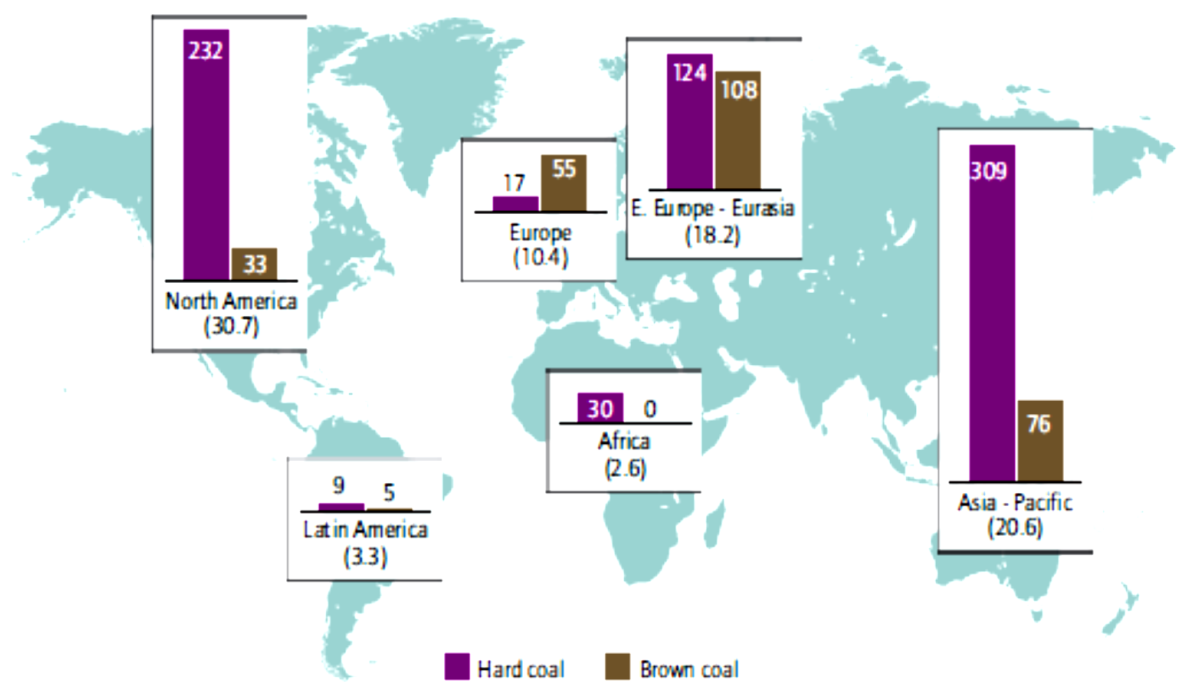 232
33
North America
(30.7)
17
55
Europe
(10.4)
124
108
E. Europe - Eurasia
(18.2)
309
76
Asia - Pacific
(20.6)
30
0
Africa
(2.6)
9
5
Latin America
(3.3)
Hard coal
Brown coal